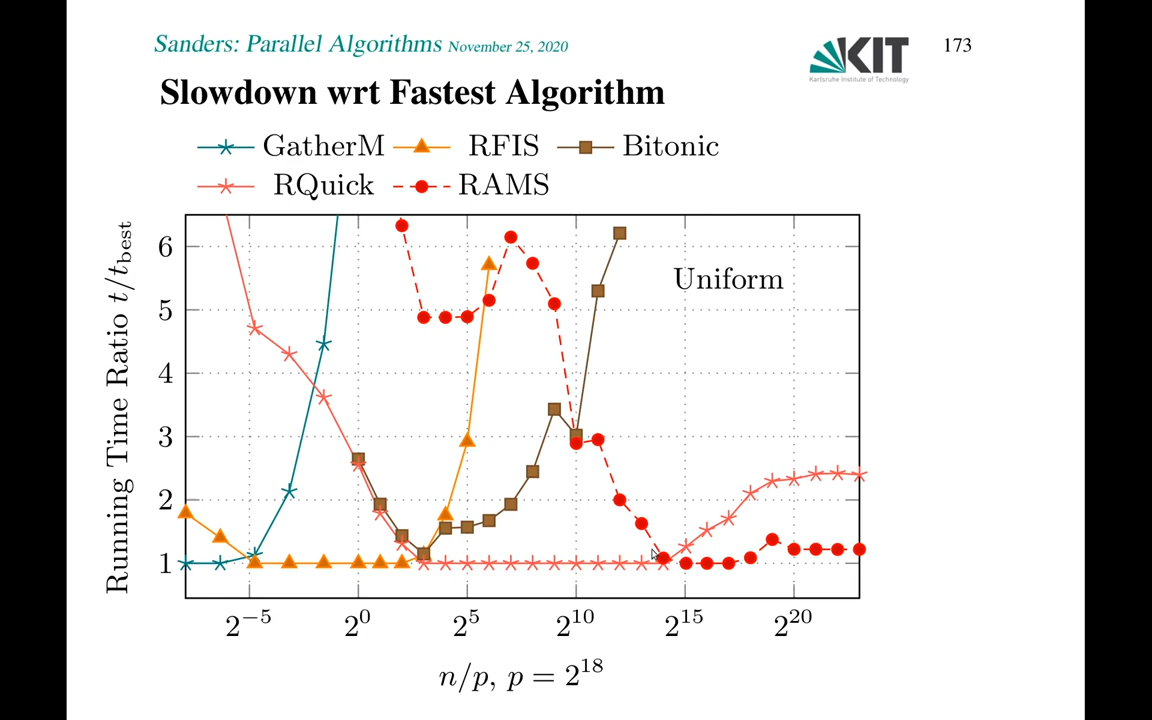 Sanders: Parallel Algorithms November 25, 2020
KIT
Karlsruhe Institute of Technology
173
Slowdown wrt Fastest Algorithm
GatherM RFIS Bitonic
RQuick RAMS
Running Time Ratio t/t_best
6
5
4
3
2
1
Uniform
2^−5 2^0 2^5 2^10 2^15 2^20
n/p, p = 2^18